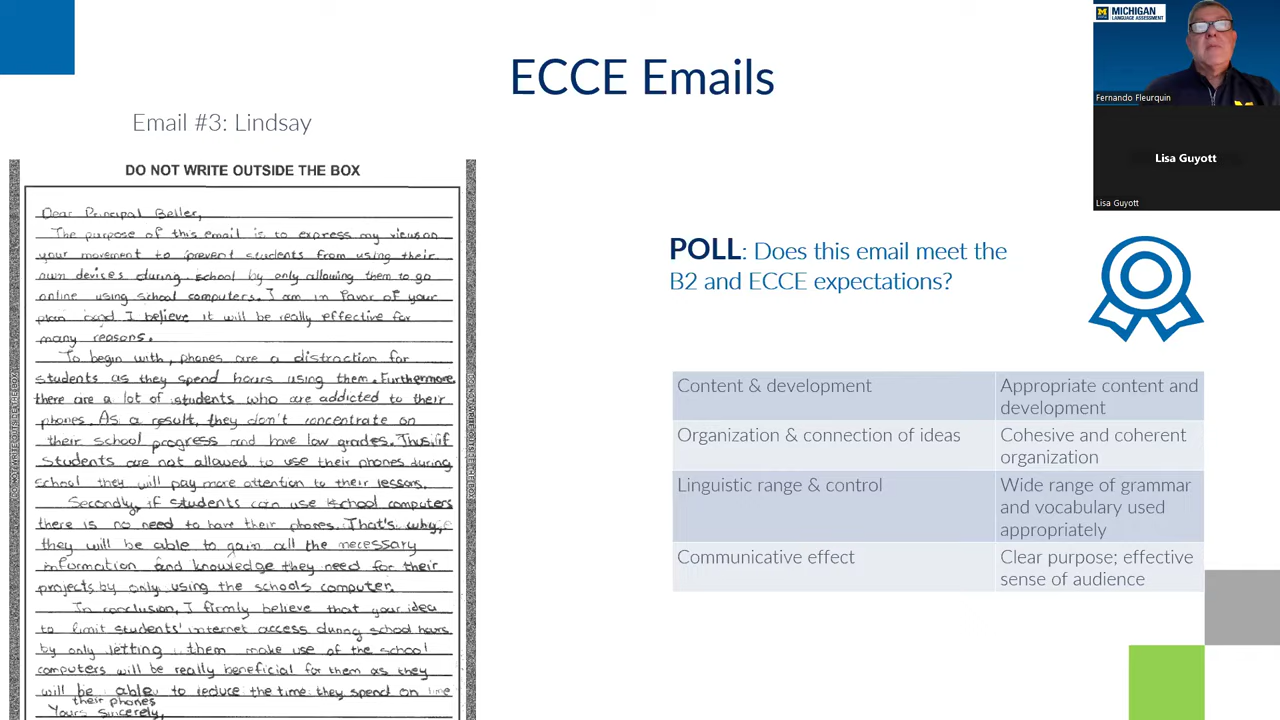 ECCE Emails
Email #3: Lindsay
DO NOT WRITE OUTSIDE THE BOX
Dear Principal Beller,
The purpose of this email is to express my views on
your movement to prevent students from using their
own devices during school by only allowing them to go
online using school computers. I am in favor of your
plan and I believe it will be really effective for
many reasons.
To begin with, phones are a distraction for
students as they spend hours using them. Furthermore,
there are a lot of students who are addicted to their
phones. As a result, they don't concentrate on
their school progress and have low grades. Thus, if
students are not allowed to use their phones during
school they will pay more attention to their lessons.
Secondly, if students can use school computers
there is no need to have their phones. That's why,
they will be able to gain all the necessary
information and knowledge they need for their
projects by only using the schools computer.
In conclusion, I firmly believe that your idea
to limit students' internet access during school hours
by only letting them make use of the school
computers will be really beneficial for them as they
will be able to reduce the time they spend on
their phones
Yours sincerely,
POLL: Does this email meet the
B2 and ECCE expectations?
Content & development
Appropriate content and
development
Organization & connection of ideas
Cohesive and coherent
organization
Linguistic range & control
Wide range of grammar
and vocabulary used
appropriately
Communicative effect
Clear purpose; effective
sense of audience
MICHIGAN
LANGUAGE ASSESSMENT
Fernando Fleurquin
Lisa Guyott
Lisa Guyott